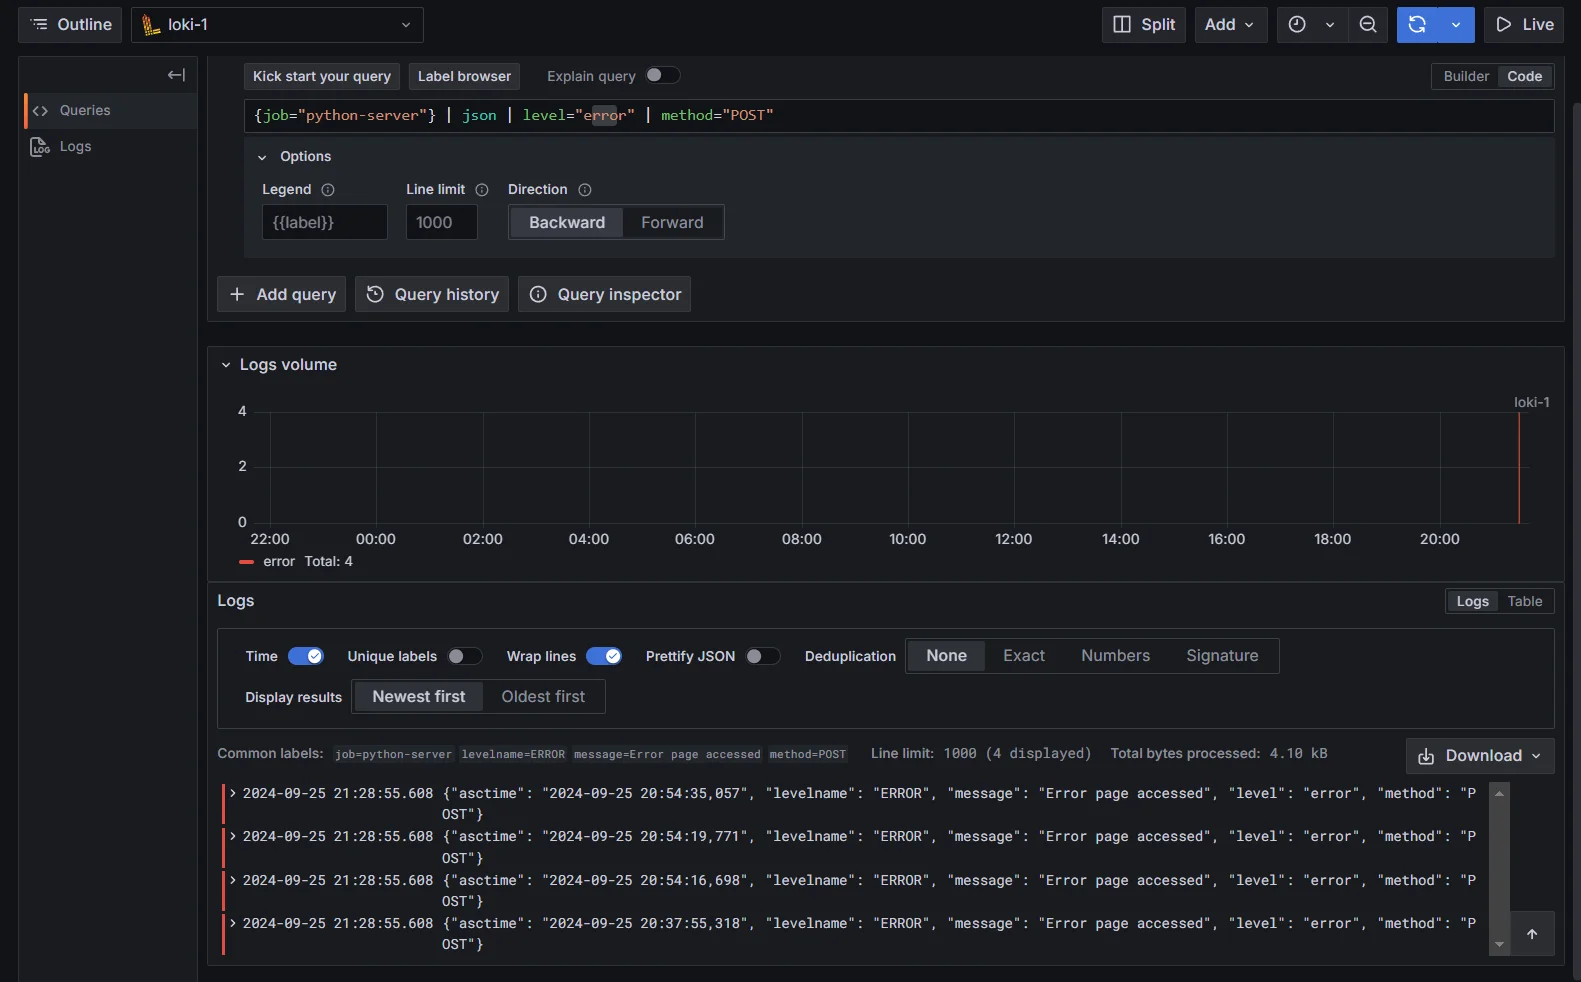 Outline loki-1 Split Add Live
Kick start your query Label browser Explain query Builder Code
Queries
{job="python-server"} | json | level="error" | method="POST"
Logs
Options
Legend Line limit Direction
{{label}} 1000 Backward Forward
Add query Query history Query inspector
Logs volume
loki-1
4
2
0
22:00 00:00 02:00 04:00 06:00 08:00 10:00 12:00 14:00 16:00 18:00 20:00
error Total: 4
Logs Logs Table
Time Unique labels Wrap lines Prettify JSON Deduplication None Exact Numbers Signature
Display results Newest first Oldest first
Common labels: job=python-server levelname=ERROR message=Error page accessed method=POST Line limit: 1000 (4 displayed) Total bytes processed: 4.10 kB Download
2024-09-25 21:28:55.608 {"asctime": "2024-09-25 20:54:35,057", "levelname": "ERROR", "message": "Error page accessed", "level": "error", "method": "P
OST"}
2024-09-25 21:28:55.608 {"asctime": "2024-09-25 20:54:19,771", "levelname": "ERROR", "message": "Error page accessed", "level": "error", "method": "P
OST"}
2024-09-25 21:28:55.608 {"asctime": "2024-09-25 20:54:16,698", "levelname": "ERROR", "message": "Error page accessed", "level": "error", "method": "P
OST"}
2024-09-25 21:28:55.608 {"asctime": "2024-09-25 20:37:55,318", "levelname": "ERROR", "message": "Error page accessed", "level": "error", "method": "P
OST"}